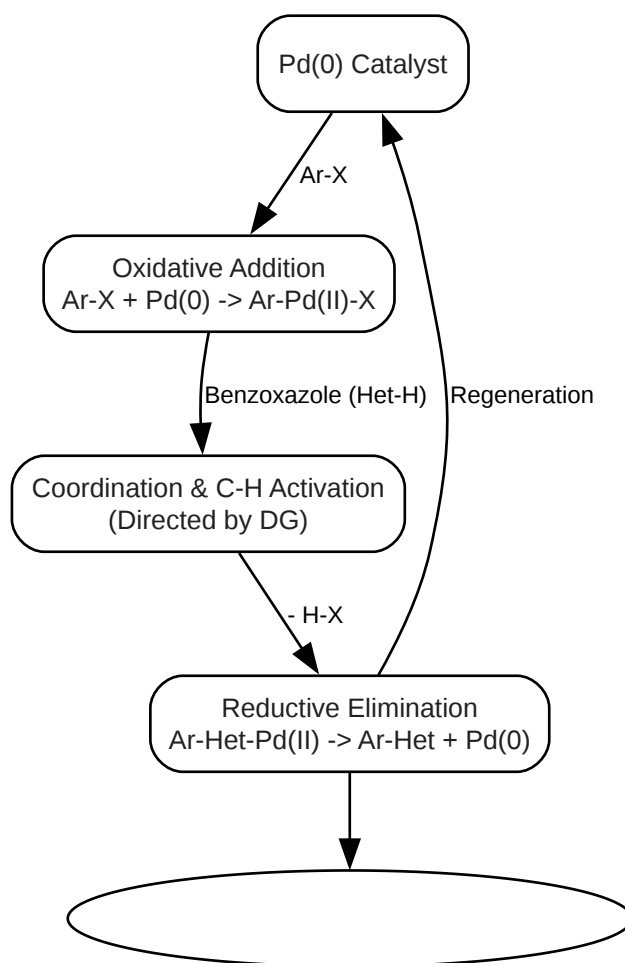 Pd(0) Catalyst
Ar-X
Oxidative Addition
Ar-X + Pd(0) -> Ar-Pd(II)-X
Benzoxazole (Het-H)
Regeneration
Coordination & C-H Activation
(Directed by DG)
- H-X
Reductive Elimination
Ar-Het-Pd(II) -> Ar-Het + Pd(0)